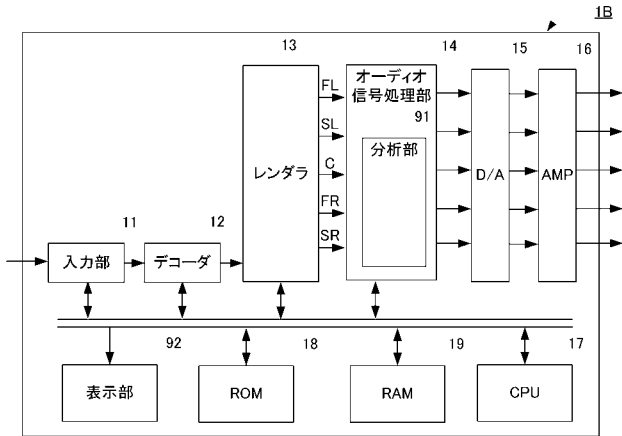 1B
13
14
15
16
FL
SL
C
FR
SR
オーディオ
信号処理部
91
分析部
レンダラ
D/A
AMP
11
12
入力部
デコーダ
92
18
19
17
表示部
ROM
RAM
CPU